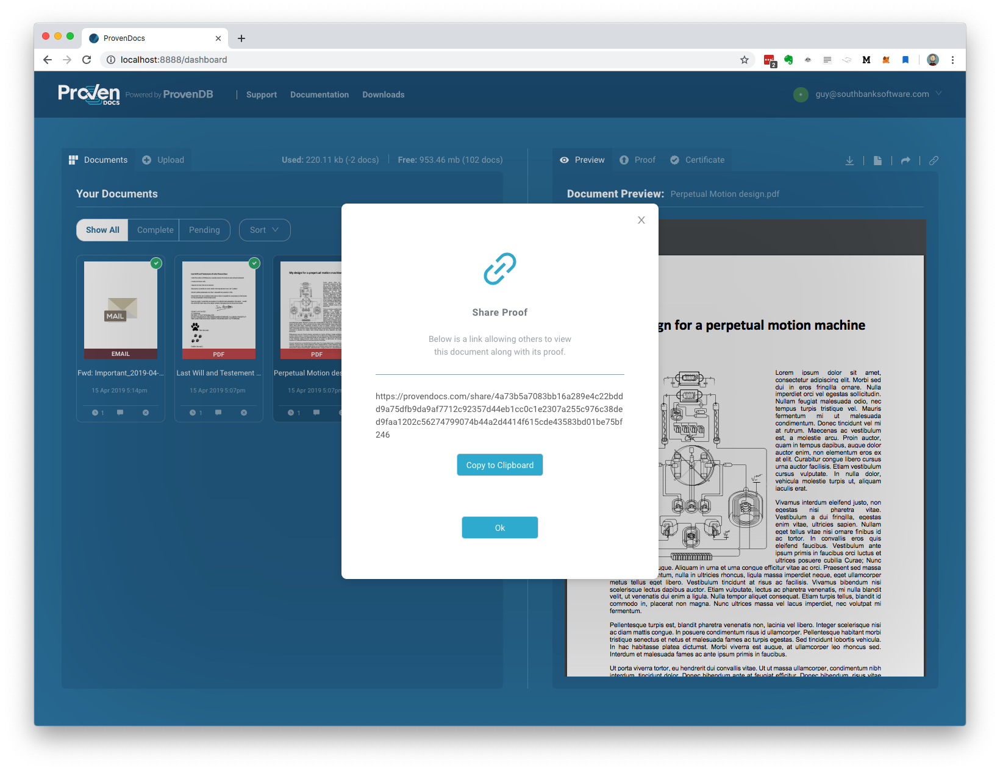 ProvenDocs
localhost:8888/dashboard
2
M
Proven DOCS
Powered by ProvenDB
Support
Documentation
Downloads
guy@southbanksoftware.com
Documents
Upload
Used: 220.11 kb (-2 docs)
Free: 953.46 mb (102 docs)
Preview
Proof
Certificate
Your Documents
Document Preview: Perpetual Motion design.pdf
Show All
Complete
Pending
Sort
MAIL
EMAIL
Fwd: Important_2019-04-...
15 Apr 2019 5:14pm
1
Last Will and Testement of John Proven Docs
PDF
Last Will and Testement ...
15 Apr 2019 5:07pm
1
My design for a perpetual motion machine
PDF
Perpetual Motion des
15 Apr 2019 5:07pm
1
X
Share Proof
Below is a link allowing others to view
this document along with its proof.
https://provendocs.com/share/4a73b5a7083bb16a289e4c22bdd
d9a75dfb9da9af7712c92357d44eb1cc0c1e2307a255c976c38de
d9faa1202c56274799074b44a2d4414f615cde43583bd01be75bf
246
Copy to Clipboard
Ok
gn for a perpetual motion machine
Lorem ipsum dolor sit amet,
consectetur adipiscing elit. Morbi sed
dui in eros fringilla ornare. Nulla
imperdiet orci vel egestas sollicitudin.
Nullam feugiat malesuada odio, nec
tempus turpis tristique vel. Mauris
fermentum mi ut malesuada
condimentum. Donec tincidunt vel mi
at rutrum. Maecenas ac vestibulum
est, a molestie arcu. Proin auctor,
quam in tempus dapibus, augue dolor
auctor enim, non elementum eros ex
at elit. Curabitur congue libero cursus
urna auctor facilisis. Etiam vestibulum
cursus vulputate. In nulla dolor,
vehicula molestie turpis ut, aliquam
iaculis erat.
Vivamus interdum eleifend justo, non
egestas nisi pharetra vitae.
Vestibulum a dui fringilla, egestas
enim vitae, ultricies sapien. Nullam
eget tellus vitae nisi ornare finibus id
ac tortor. In convallis eros quis
eleifend faucibus. Vestibulum ante
ipsum primis in faucibus orci luctus et
ultrices posuere cubilia Curae; Nunc
ugue. Aliquam in urna et urna congue efficitur vitae ac orci. Praesent sed massa
ntum, nulla in ultricies rhoncus, ligula massa imperdiet neque, eget ullamcorper
metus tellus eget libero. Vestibulum tincidunt at risus ac facilisis. Vivamus bibendum nisi
scelerisque lectus dapibus auctor. Etiam vulputate, lectus ac pharetra venenatis, mi nulla blandit
velit, ut venenatis dui enim a ligula. Nulla tempor aliquet consequat. Etiam turpis tellus, blandit id
commodo in, placerat non magna. Nunc ultrices massa vel lacus imperdiet, nec volutpat mi
fermentum.
Pellentesque turpis est, blandit pharetra venenatis non, lacinia vel libero. Integer scelerisque nisi
ac diam mattis congue. In posuere condimentum risus id ullamcorper. Pellentesque habitant morbi
tristique senectus et netus et malesuada fames ac turpis egestas. Sed tincidunt lobortis vehicula.
In hac habitasse platea dictumst. Morbi viverra est augue, at ullamcorper leo rhoncus sed.
Interdum et malesuada fames ac ante ipsum primis in faucibus.
Ut porta viverra tortor, eu hendrerit dui convallis vitae. Ut ut massa ullamcorper, condimentum nibh
interdum, tincidunt dolor. Donec bibendum ante at feugiat efficitur. Donec bibendum, risus vitae